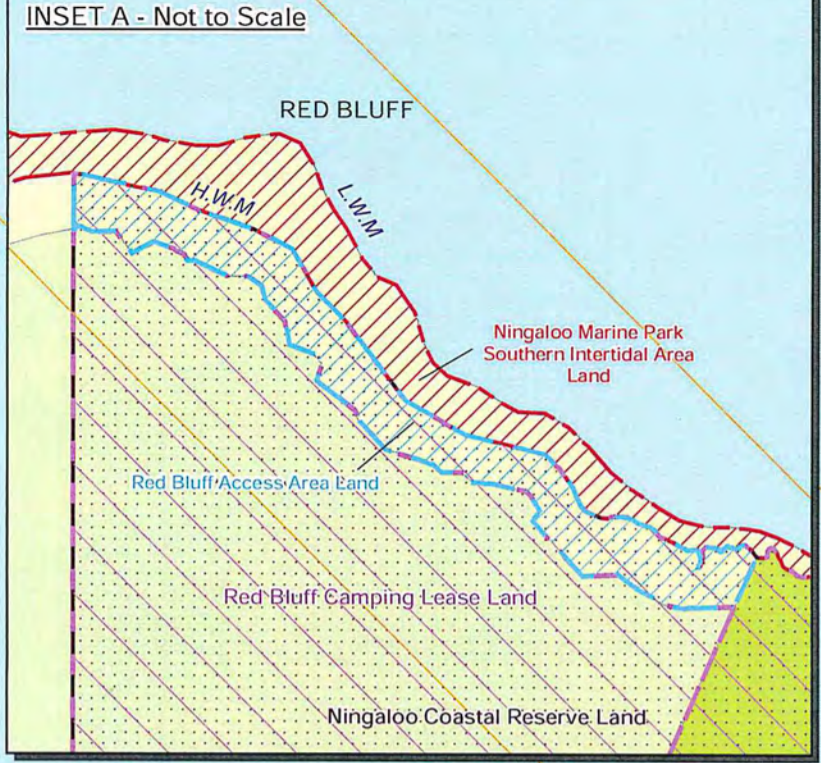 INSET A - Not to Scale
RED BLUFF
H.W.M
L.W.M
Ningaloo Marine Park
Southern Intertidal Area
Land
Red Bluff Access Area Land
Red Bluff Camping Lease Land
Ningaloo Coastal Reserve Land